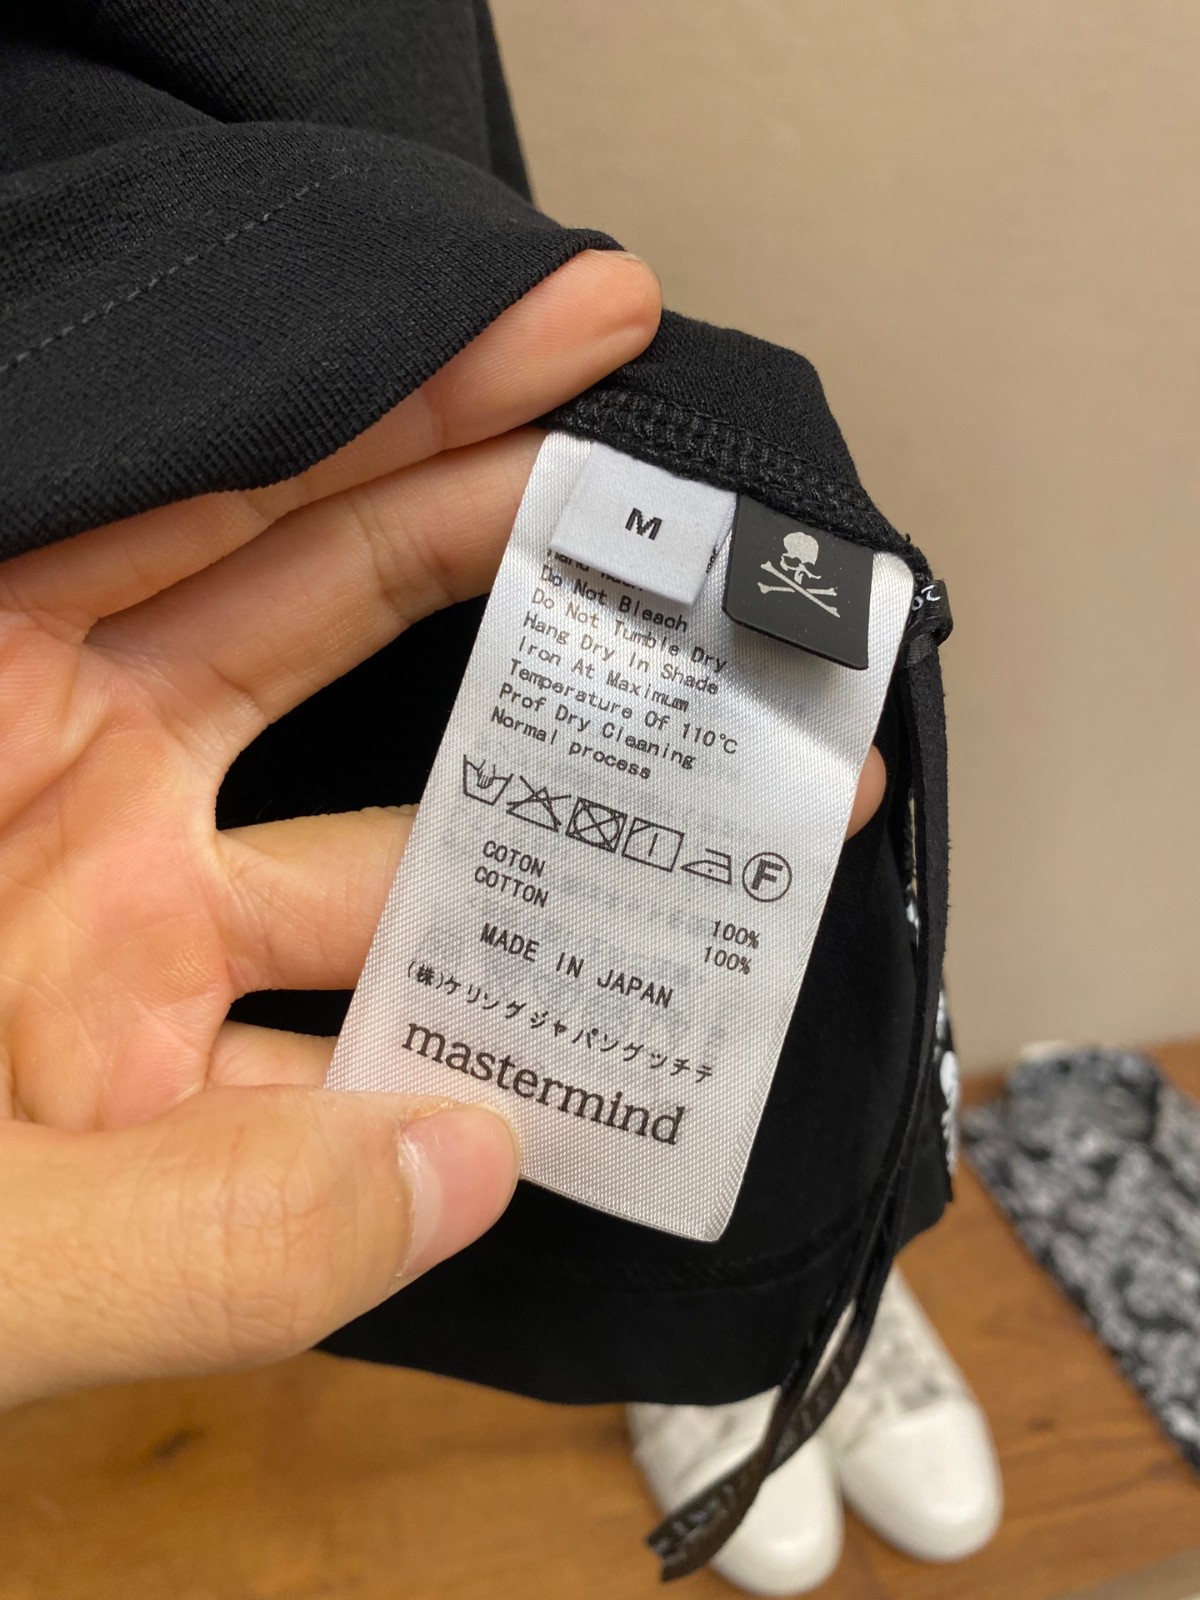 M
Do Not Bleach
Do Not Tumble Dry
Hang Dry In Shade
Iron At Maximum
Temperature Of 110℃
Prof Dry Cleaning
Normal process
F
COTON 100%
COTTON 100%
MADE IN JAPAN
(株)ケリングジャパングッチテ
mastermind